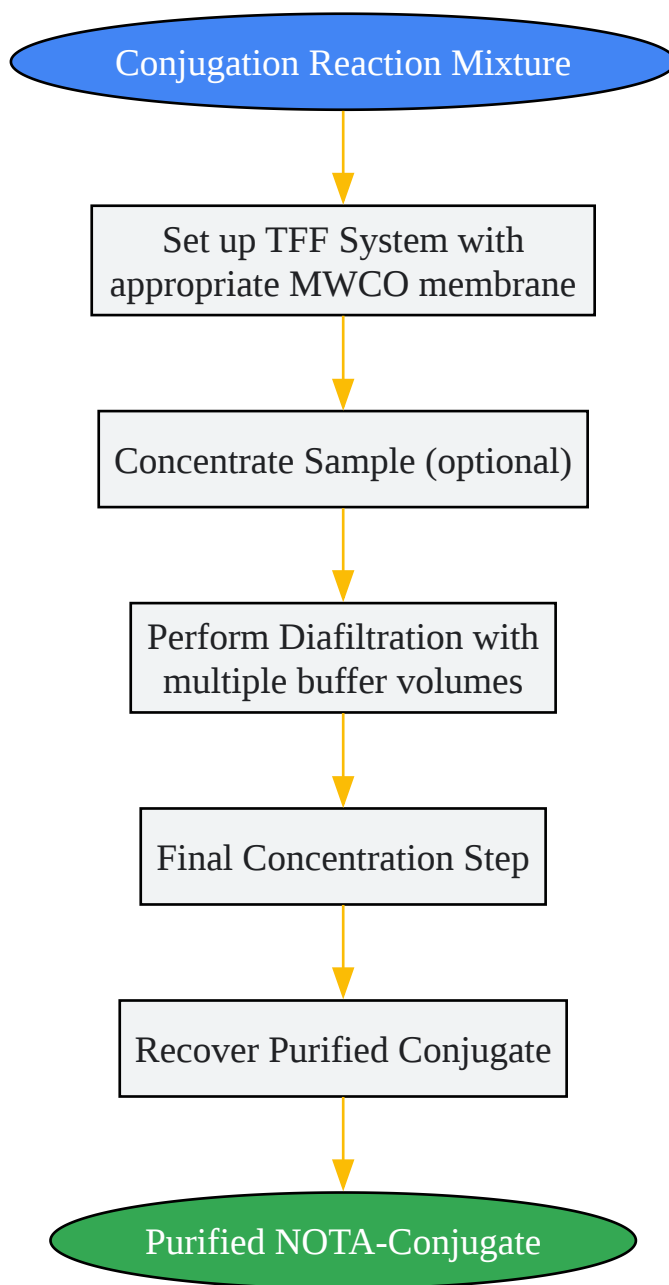 Conjugation Reaction Mixture
Set up TFF System with
appropriate MWCO membrane
Concentrate Sample (optional)
Perform Diafiltration with
multiple buffer volumes
Final Concentration Step
Recover Purified Conjugate
Purified NOTA-Conjugate